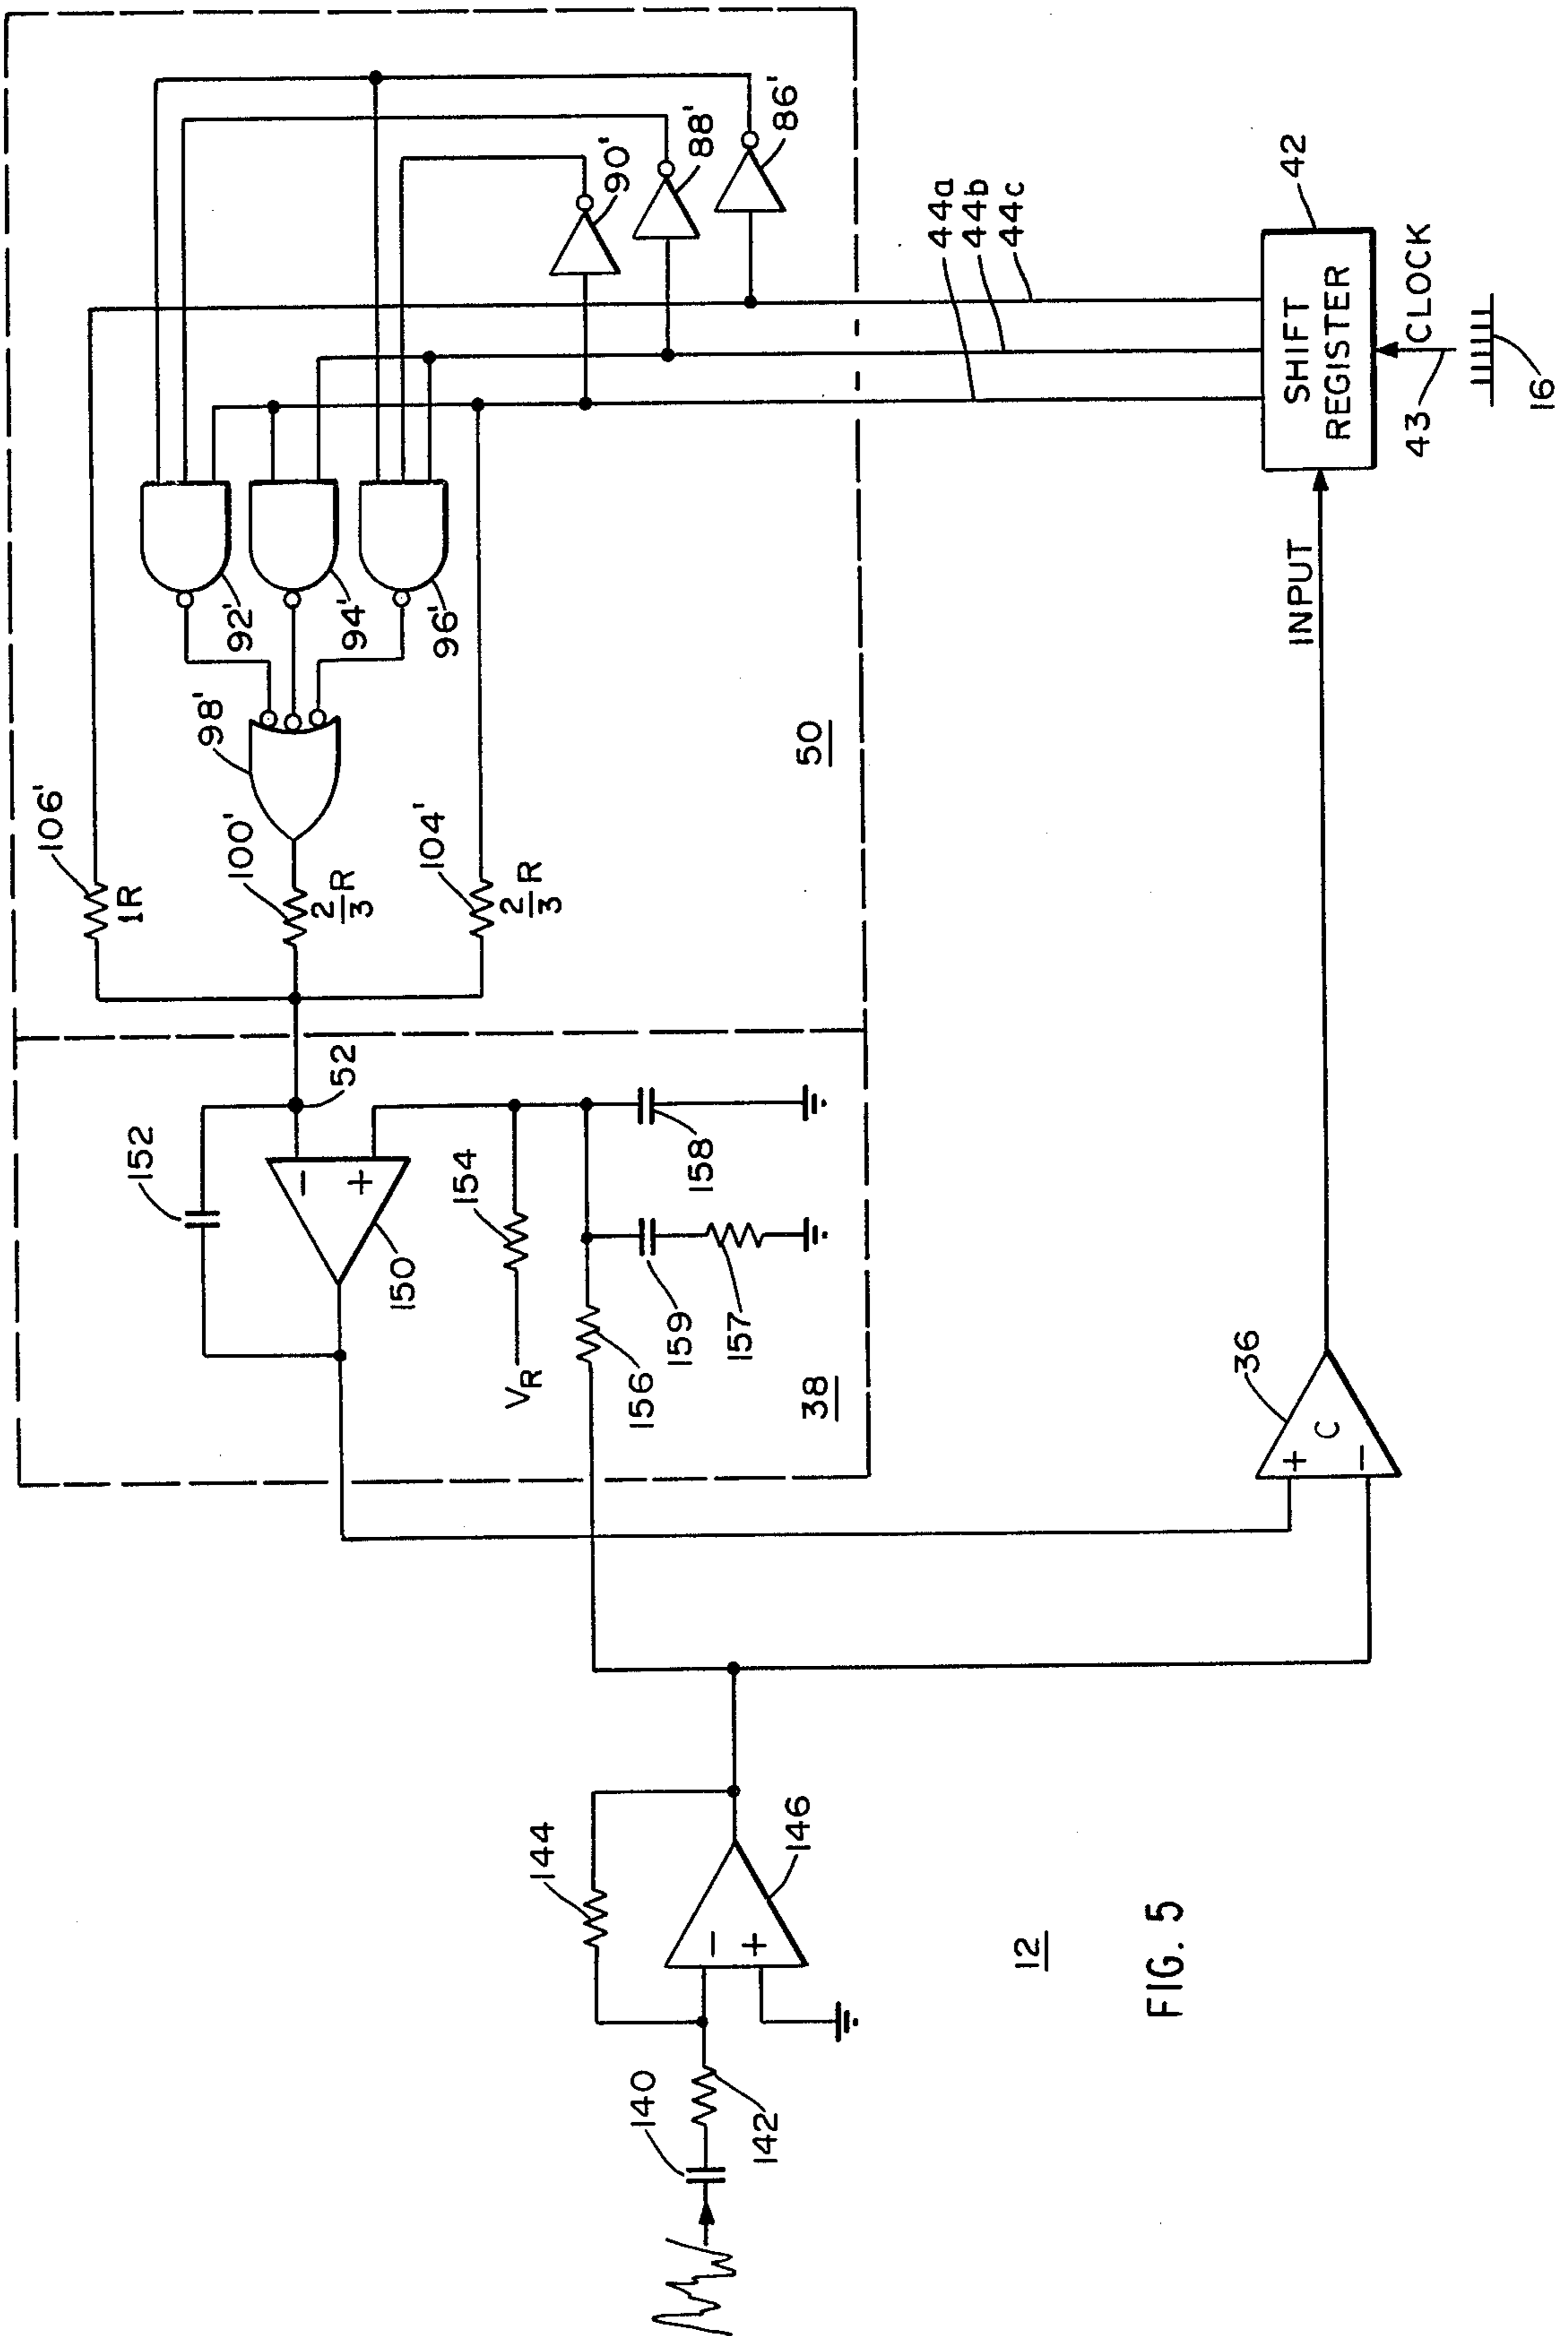 106'
1R
98'
100'
2/3 R
104'
2/3 R
92'
94'
96'
90'
88'
86'
50
152
52
−
+
150
154
VR
158
159
157
156
38
44a
44b
44c
42
SHIFT
REGISTER
CLOCK
43
16
INPUT
36
+
C
−
144
146
−
+
140
142
12
FIG. 5